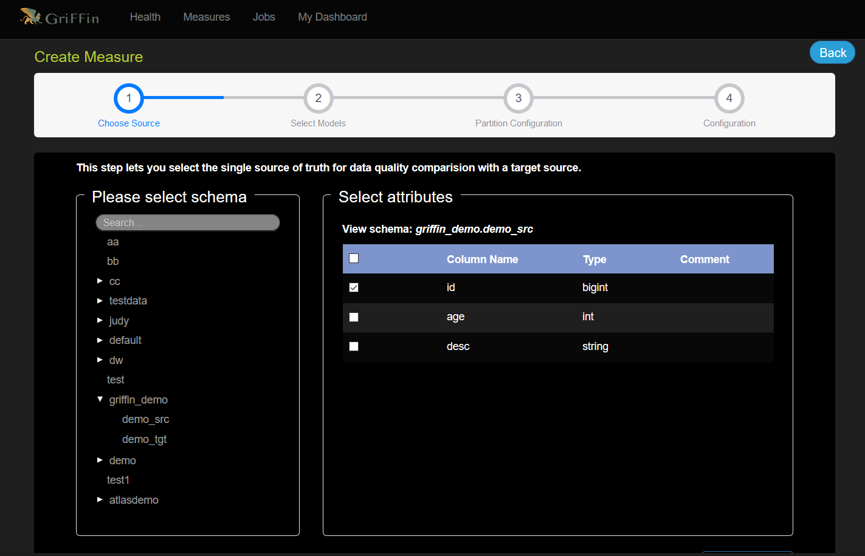 GriFFin Health Measures Jobs My Dashboard
Create Measure
Back
1 2 3 4
Choose Source Select Models Partition Configuration Configuration
This step lets you select the single source of truth for data quality comparision with a target source.
Please select schema
Search...
aa
bb
cc
testdata
judy
default
dw
test
griffin_demo
demo_src
demo_tgt
demo
test1
atlasdemo
Select attributes
View schema: griffin_demo.demo_src
Column Name Type Comment
id bigint
age int
desc string